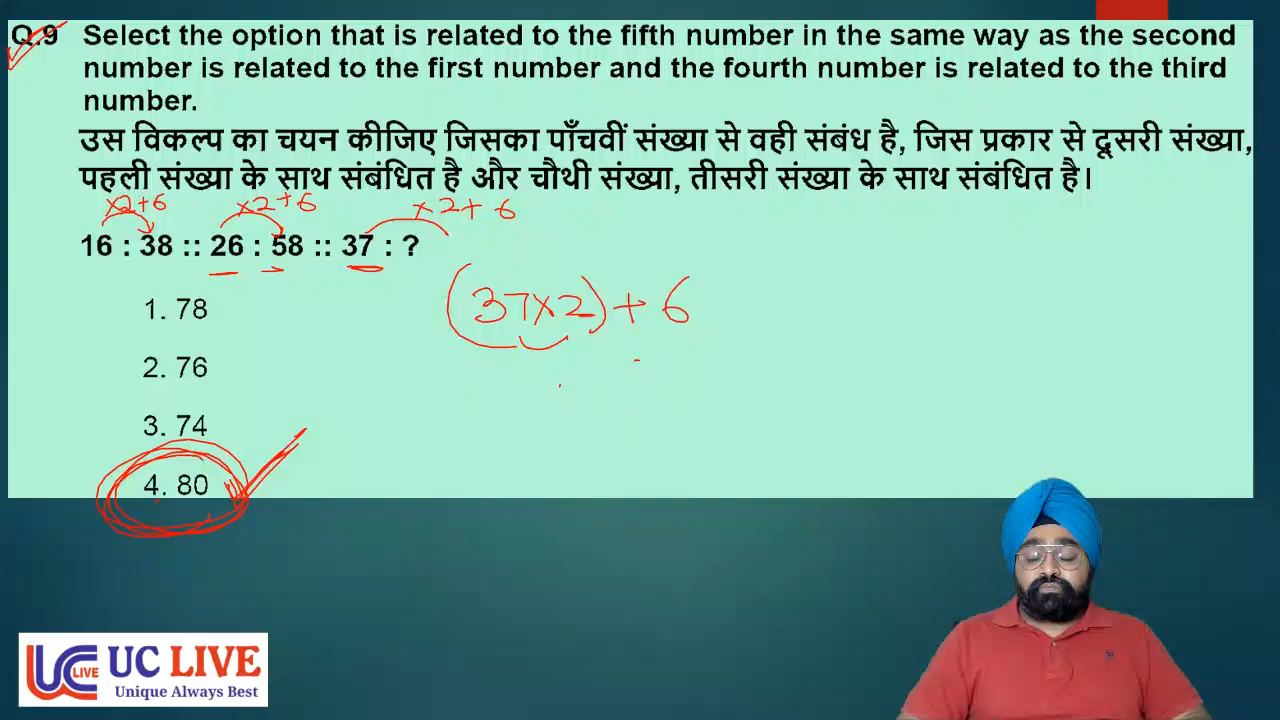 Q.9 Select the option that is related to the fifth number in the same way as the second
number is related to the first number and the fourth number is related to the third
number.
उस विकल्प का चयन कीजिए जिसका पाँचवीं संख्या से वही संबंध है, जिस प्रकार से दूसरी संख्या,
पहली संख्या के साथ संबंधित है और चौथी संख्या, तीसरी संख्या के साथ संबंधित है।
×2+6 ×2+6 ×2+6
16 : 38 :: 26 : 58 :: 37 : ?
(37×2)+6
1. 78
2. 76
3. 74
4. 80
UC LIVE
LIVE
Unique Always Best